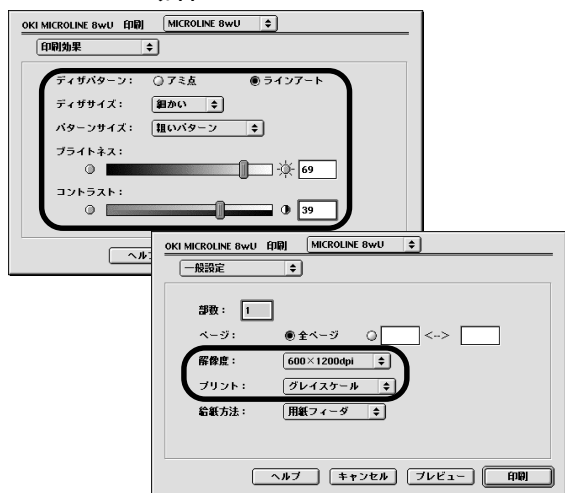 OKI MICROLINE 8wU 印刷 MICROLINE 8wU
印刷効果
ディザパターン： アミ点 ラインアート
ディザサイズ： 細かい
パターンサイズ： 粗いパターン
ブライトネス：
69
コントラスト：
39
ヘル
OKI MICROLINE 8wU 印刷 MICROLINE 8wU
一般設定
部数： 1
ページ： 全ページ <-->
解像度： 600×1200dpi
プリント： グレイスケール
給紙方法： 用紙フィーダ
ヘルプ キャンセル プレビュー 印刷